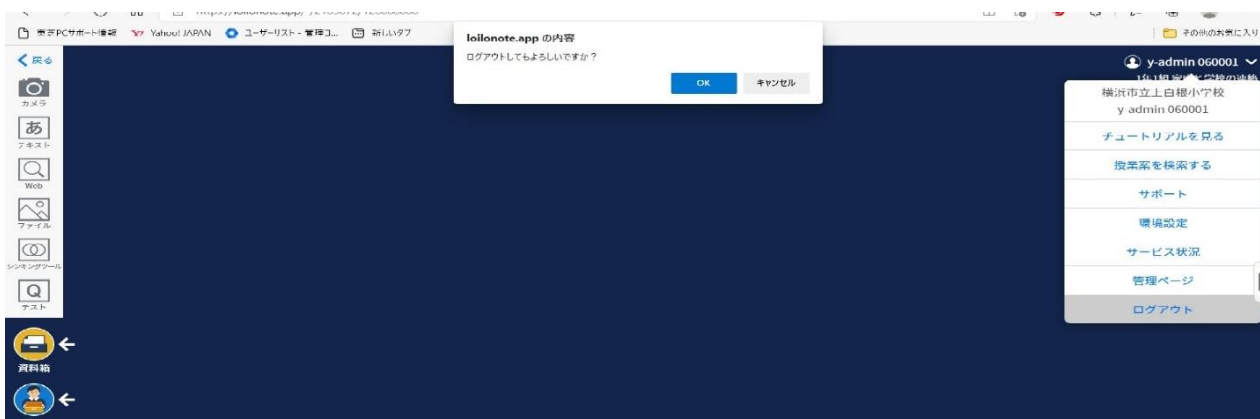 東芝PCサポート情報 Yahoo! JAPAN ユーザーリスト - 管理コ... 新しいタブ その他のお気に入り
loilonote.app の内容
ログアウトしてもよろしいですか?
OK キャンセル
戻る
y-admin 060001
カメラ
横浜市立上白根小学校
y-admin 060001
あ
テキスト
チュートリアルを見る
授業案を検索する
Web
サポート
ファイル
環境設定
シンキングツール
サービス状況
Q
テスト
管理ページ
ログアウト
資料箱